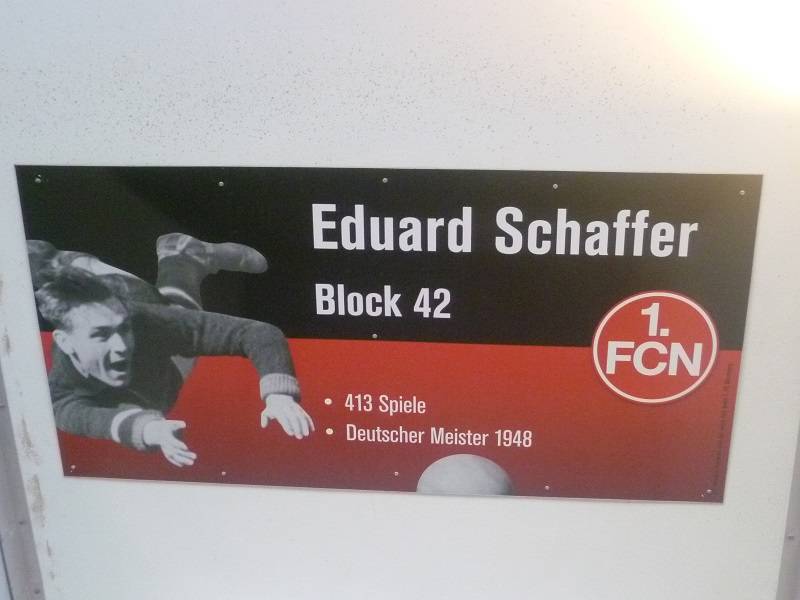 Eduard Schaffer
Block 42
1.
FCN
• 413 Spiele
• Deutscher Meister 1948